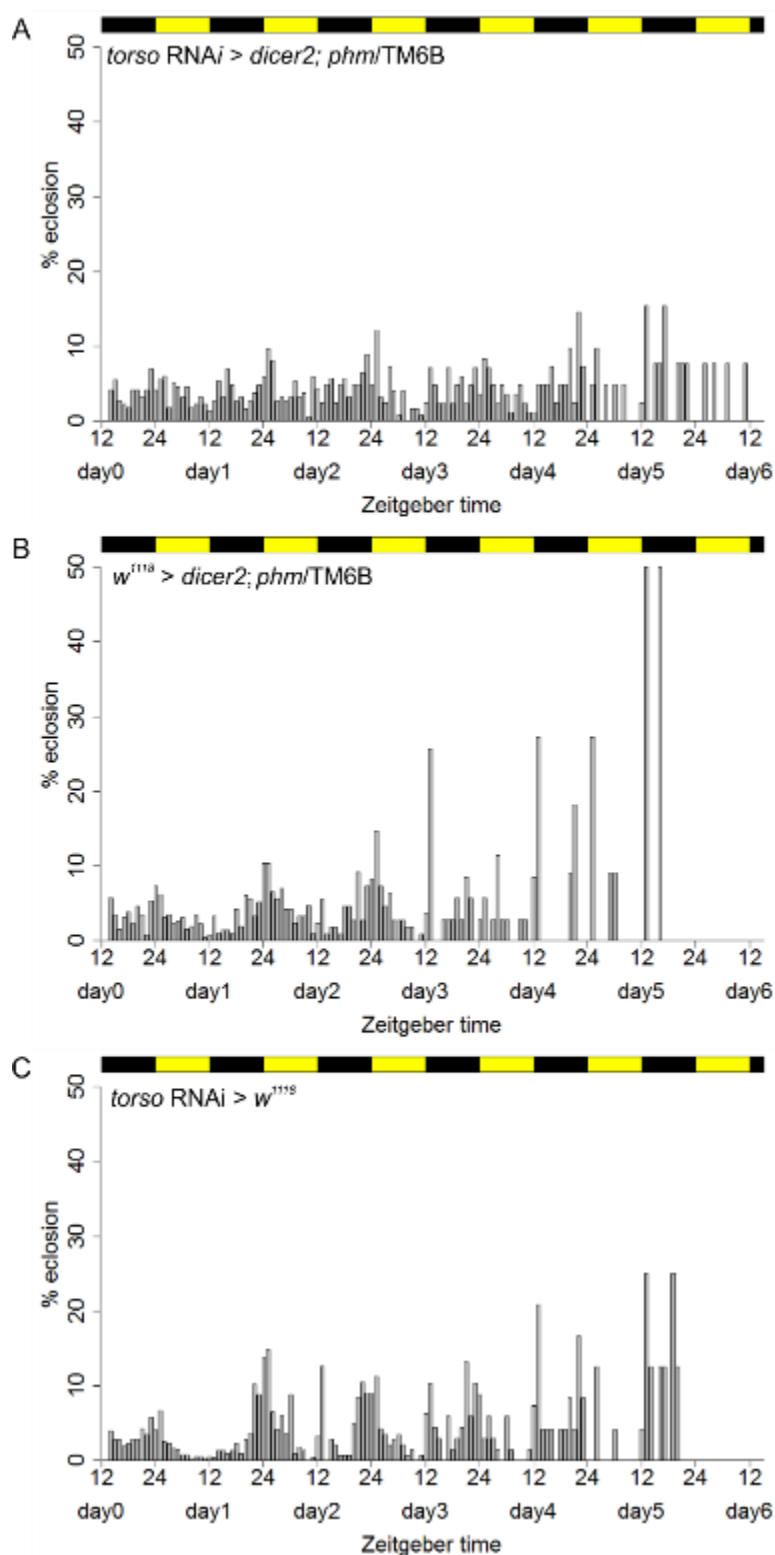 A
torso RNAi > dicer2; phm/TM6B
50
40
30
20
10
0
% eclosion
12 24 12 24 12 24 12 24 12 24 12 24 12
day0 day1 day2 day3 day4 day5 day6
Zeitgeber time
B
w1118 > dicer2; phm/TM6B
50
40
30
20
10
0
% eclosion
12 24 12 24 12 24 12 24 12 24 12 24 12
day0 day1 day2 day3 day4 day5 day6
Zeitgeber time
C
torso RNAi > w1118
50
40
30
20
10
0
% eclosion
12 24 12 24 12 24 12 24 12 24 12 24 12
day0 day1 day2 day3 day4 day5 day6
Zeitgeber time